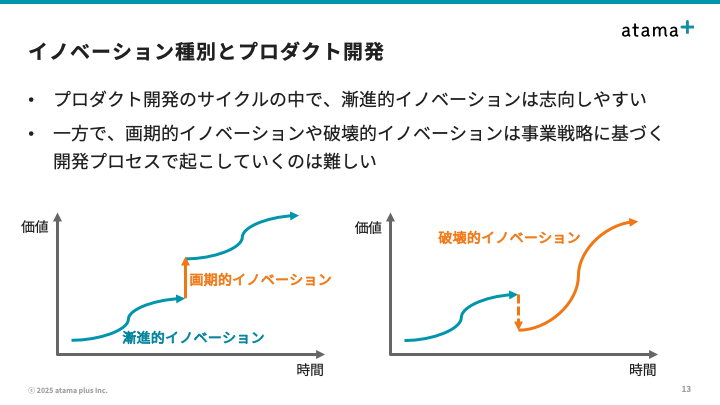 atama+
イノベーション種別とプロダクト開発
• プロダクト開発のサイクルの中で、漸進的イノベーションは志向しやすい
• 一方で、画期的イノベーションや破壊的イノベーションは事業戦略に基づく
開発プロセスで起こしていくのは難しい
価値
画期的イノベーション
漸進的イノベーション
時間
価値
破壊的イノベーション
時間
ⓒ 2025 atama plus Inc.
13